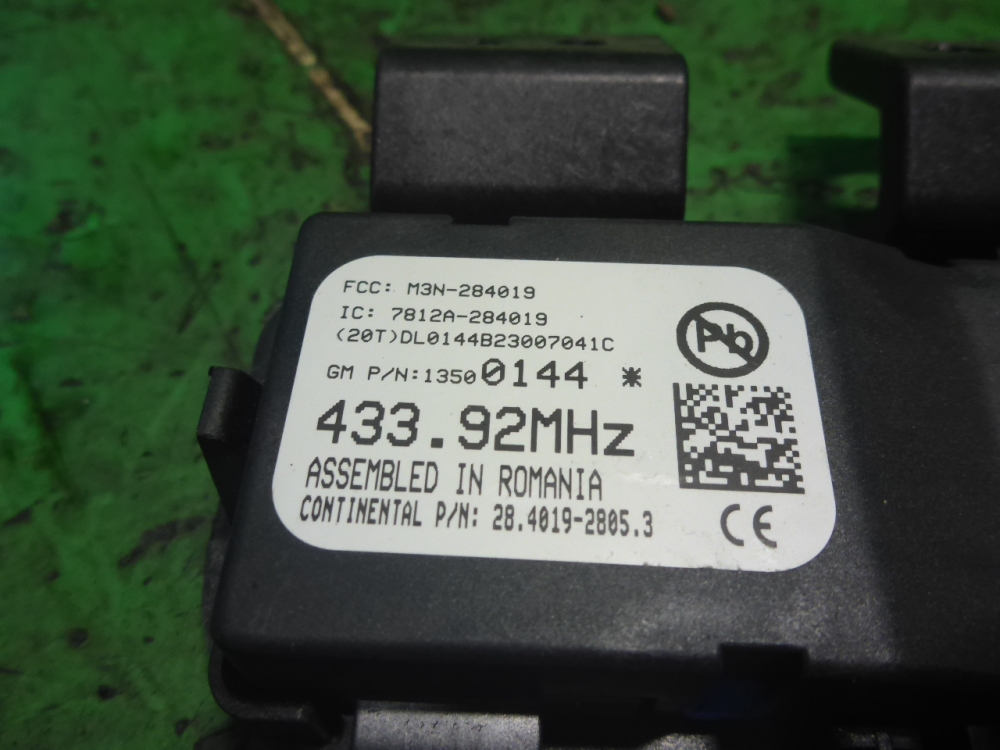 FCC: M3N-284019
IC: 7812A-284019
(20T)DL0144B23007041C
GM P/N:13500144 *
433.92MHz
ASSEMBLED IN ROMANIA
CONTINENTAL P/N: 28.4019-2805.3
Pb
CE